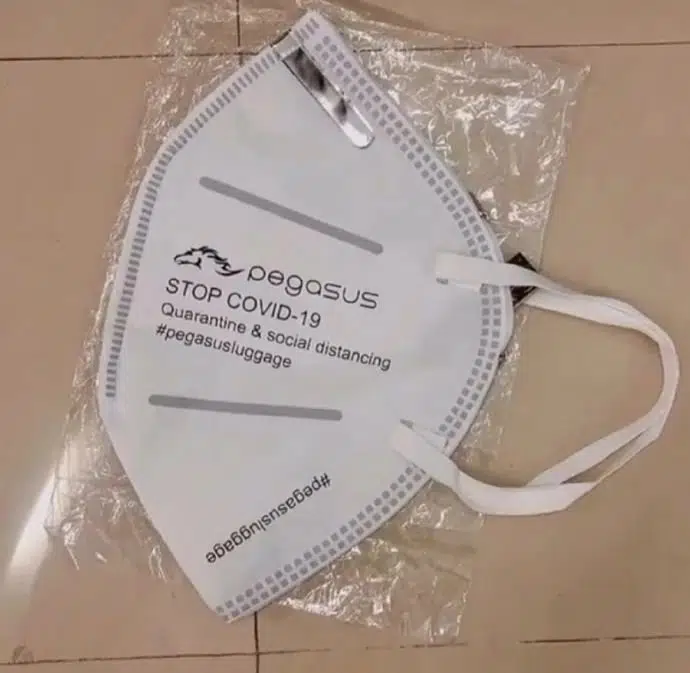 pegasus
STOP COVID-19
Quarantine & social distancing
#pegasusluggage
#pegasusluggage